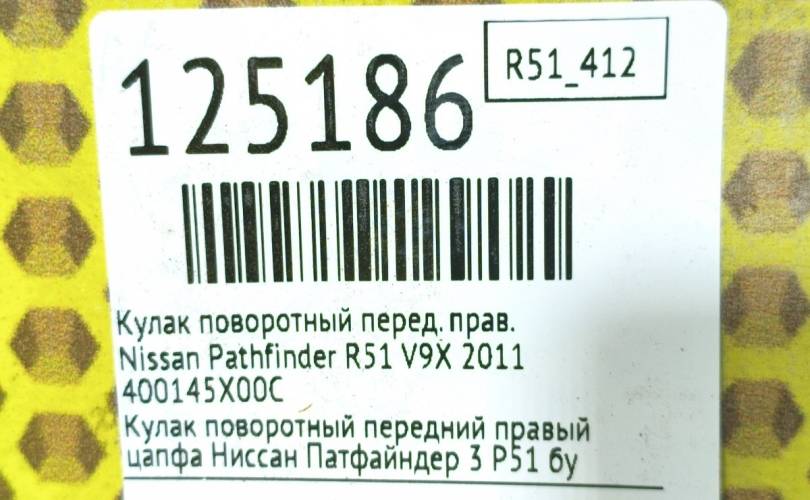 125186
R51_412
Кулак поворотный перед. прав.
Nissan Pathfinder R51 V9X 2011
400145X00C
Кулак поворотный передний правый
цапфа Ниссан Патфайндер 3 Р51 бу